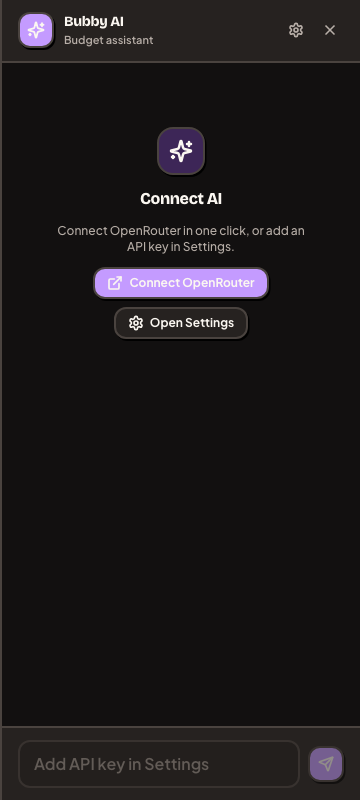 Bubby AI
Budget assistant
Connect AI
Connect OpenRouter in one click, or add an
API key in Settings.
Connect OpenRouter
Open Settings
Add API key in Settings